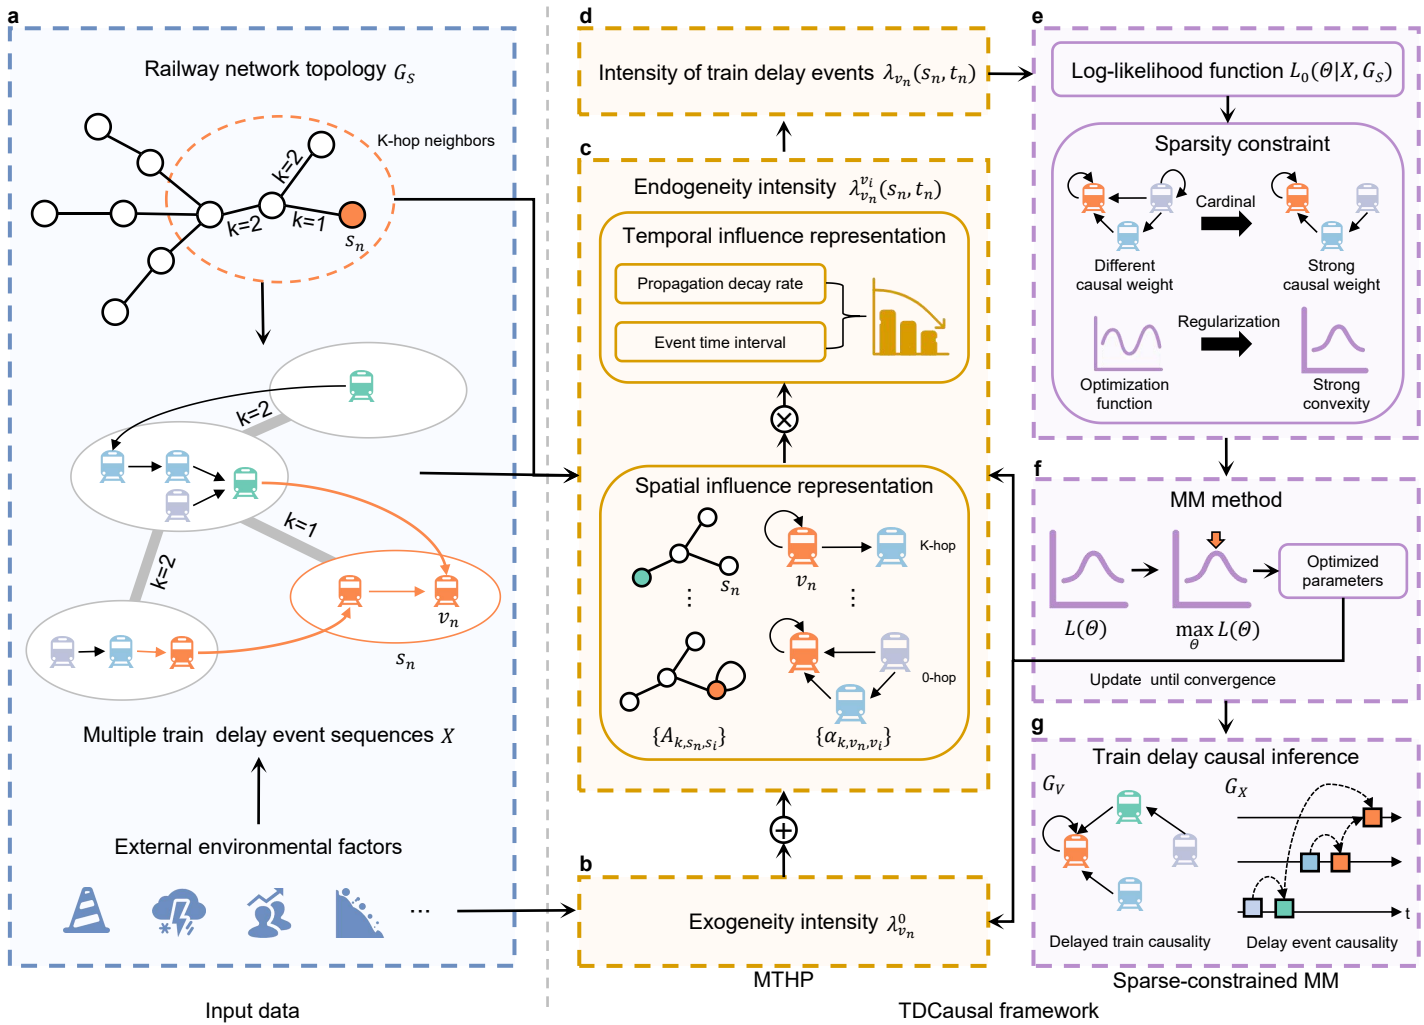 a
Railway network topology G_S
K-hop neighbors
k=2
k=2
k=1
s_n
k=2
k=1
k=2
v_n
s_n
Multiple train delay event sequences X
External environmental factors
...
Input data
d
Intensity of train delay events λ_{v_n}(s_n, t_n)
c
Endogeneity intensity λ_{v_n}^{v_i}(s_n, t_n)
Temporal influence representation
Propagation decay rate
Event time interval
Spatial influence representation
K-hop
s_n
v_n
⋮
⋮
0-hop
{A_{k,s_n,s_i}}
{α_{k,v_n,v_i}}
b
Exogeneity intensity λ_{v_n}^0
MTHP
TDCausal framework
e
Log-likelihood function L_0(Θ|X, G_S)
Sparsity constraint
Cardinal
Different
causal weight
Strong
causal weight
Regularization
Optimization
function
Strong
convexity
f
MM method
Optimized
parameters
L(Θ)
max_Θ L(Θ)
Update until convergence
g
Train delay causal inference
G_V
G_X
t
Delayed train causality
Delay event causality
Sparse-constrained MM